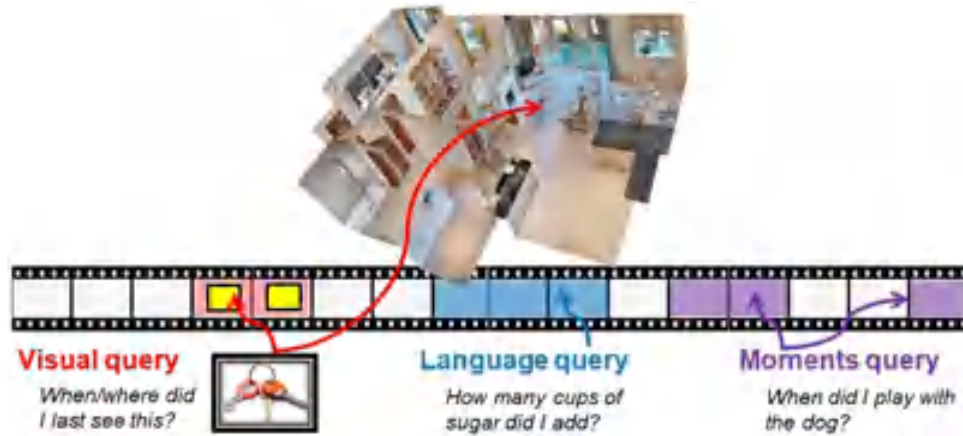 Visual query
When/where did
I last see this?
Language query
How many cups of
sugar did I add?
Moments query
When did I play with
the dog?